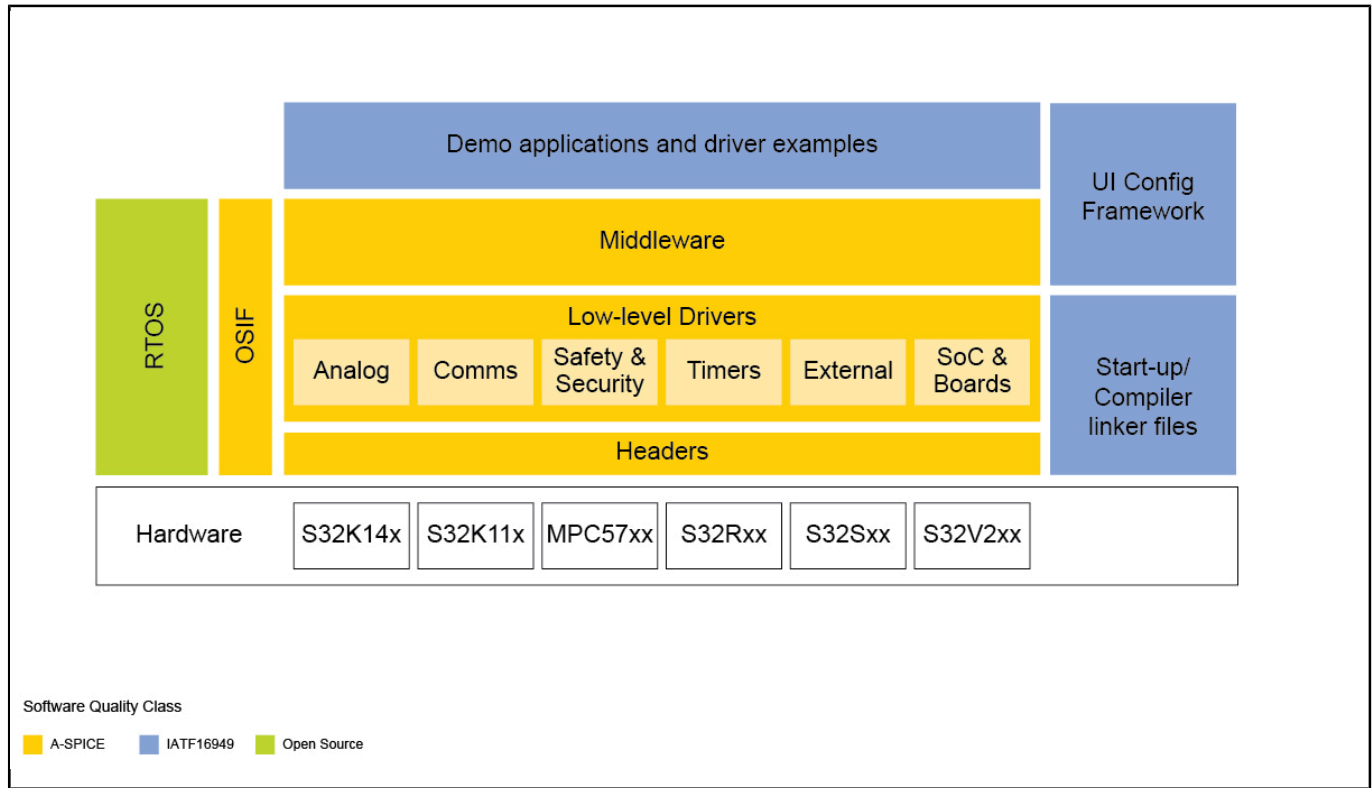 Demo applications and driver examples
UI Config
Framework
RTOS
OSIF
Middleware
Low-level Drivers
Analog
Comms
Safety &
Security
Timers
External
SoC &
Boards
Start-up/
Compiler
linker files
Headers
Hardware
S32K14x
S32K11x
MPC57xx
S32Rxx
S32Sxx
S32V2xx
Software Quality Class
A-SPICE
IATF16949
Open Source